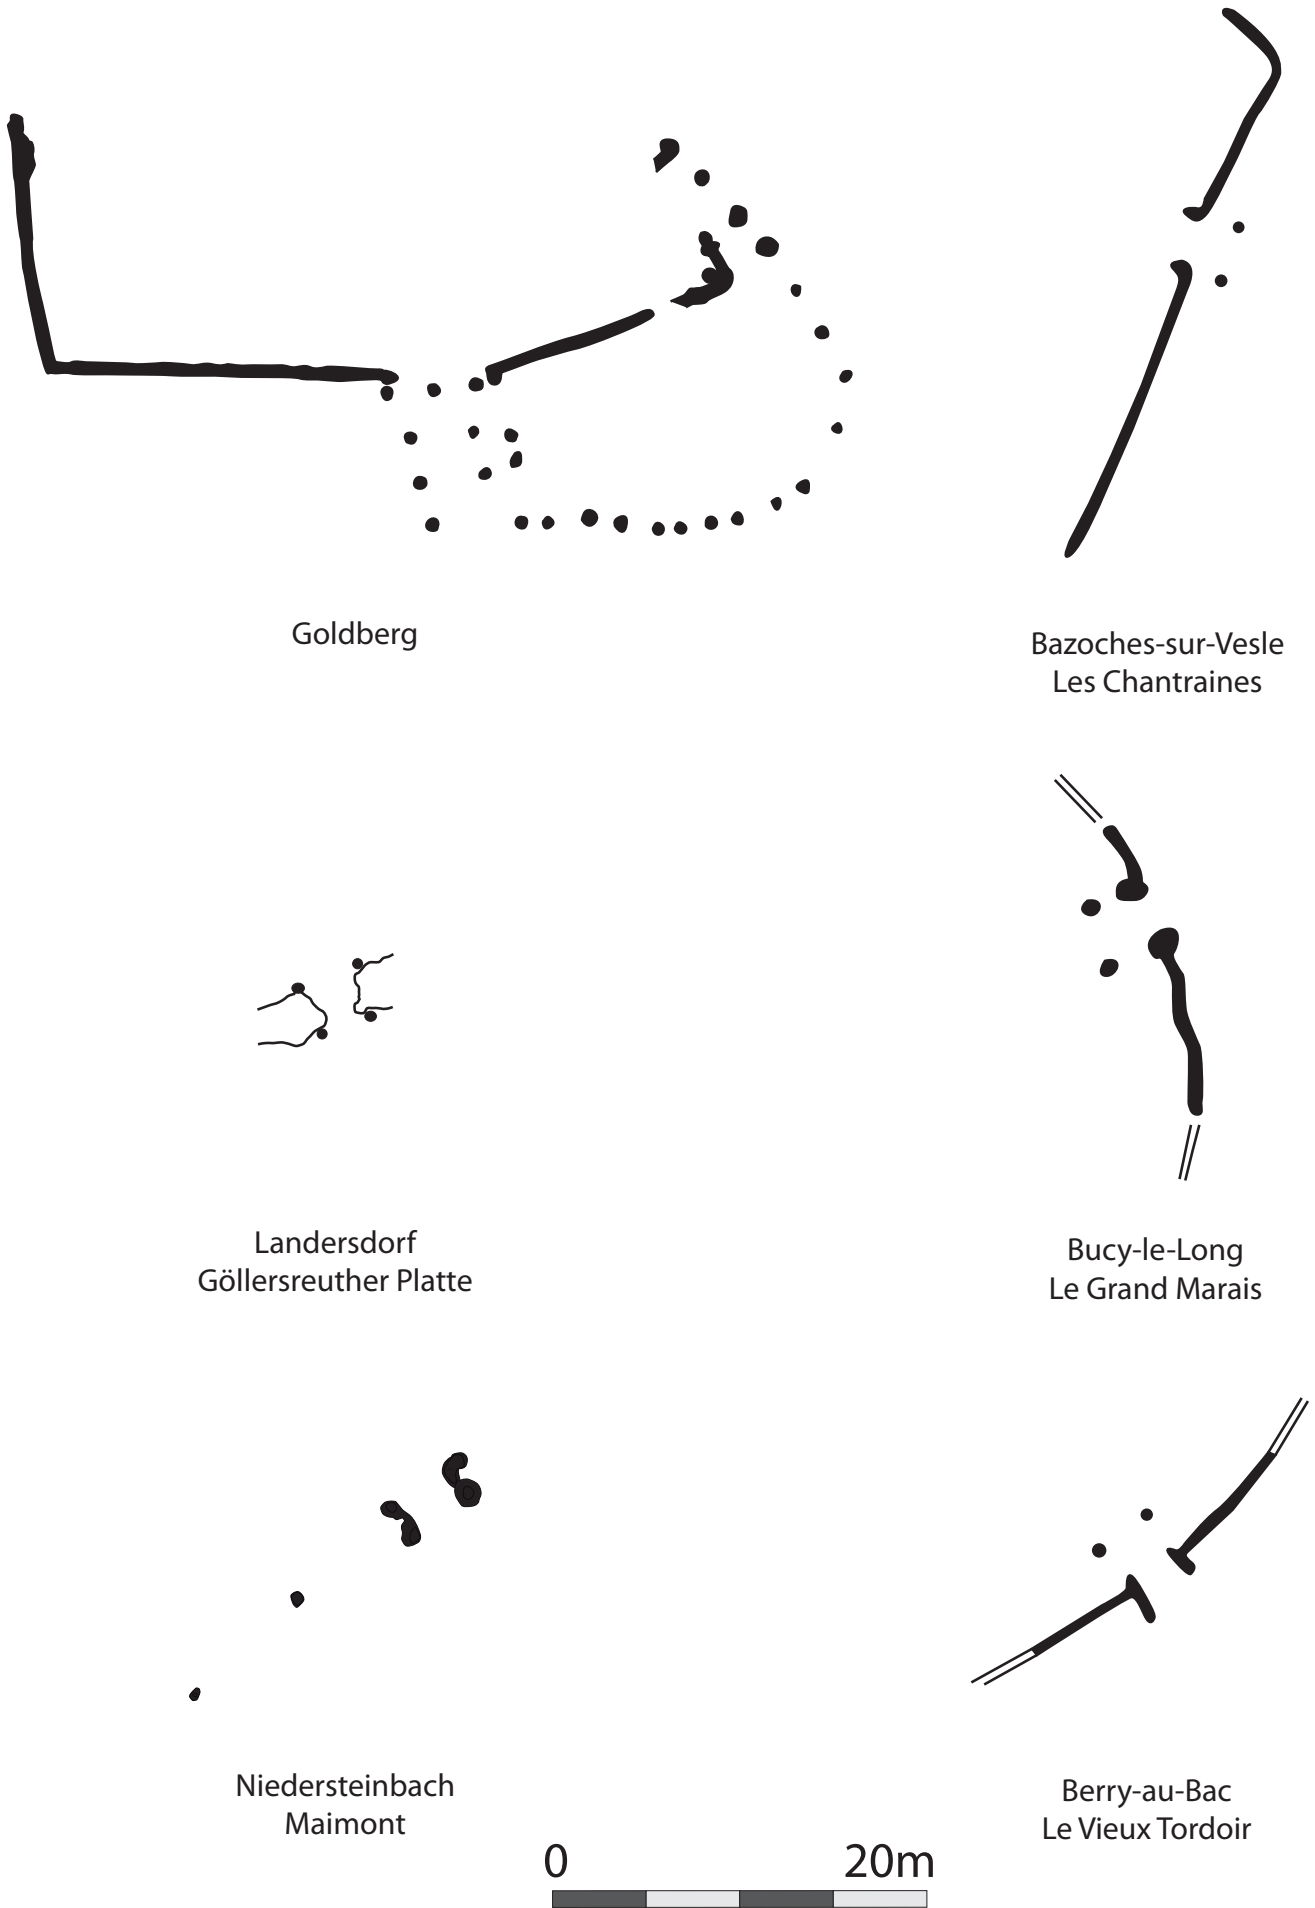 Goldberg
Bazoches-sur-Vesle
Les Chantraines
Landersdorf
Göllersreuther Platte
Bucy-le-Long
Le Grand Marais
Niedersteinbach
Maimont
Berry-au-Bac
Le Vieux Tordoir
0 20m